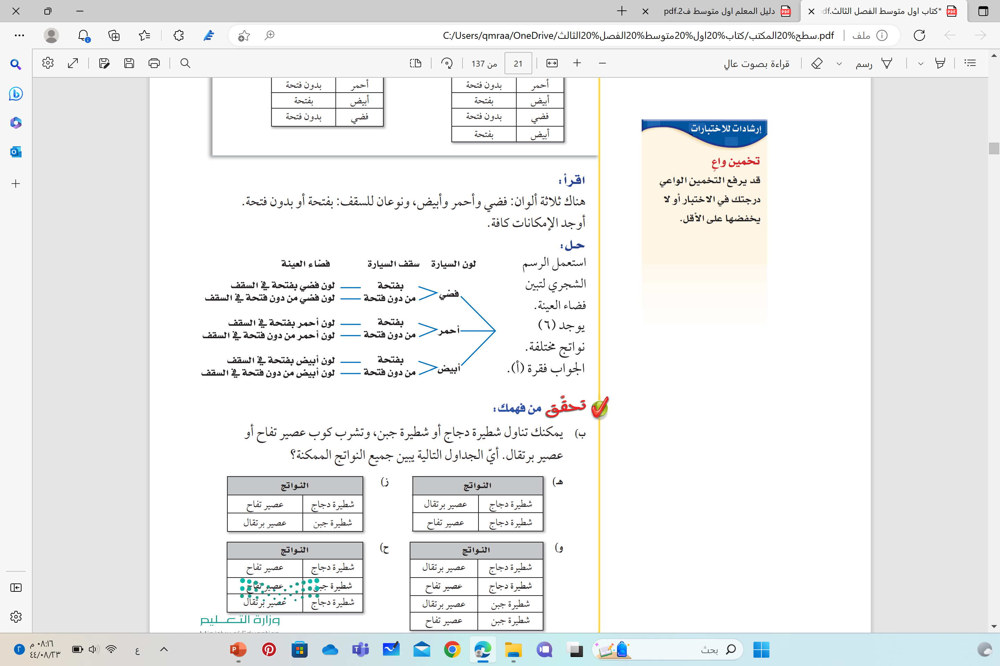 *كتاب اول متوسط الفصل الثالث.pdf
دليل المعلم اول متوسط ف2.pdf
ملف
C:/Users/qmraa/OneDrive/سطح%20المكتب/كتاب%20اول%20متوسط%20الفصل%20الثالث.pdf
رسم
قراءة بصوت عالٍ
21
من 137
أحمر بدون فتحة
أبيض بفتحة
فضي بدون فتحة
أبيض بفتحة
أحمر بدون فتحة
أبيض بفتحة
فضي بدون فتحة
إرشادات للاختبارات
تخمين واعٍ
قد يرفع التخمين الواعي
درجتك في الاختبار أو لا
يخفضها على الأقل.
اقرأ:
هناك ثلاثة ألوان: فضي وأحمر وأبيض، ونوعان للسقف: بفتحة أو بدون فتحة.
أوجد الإمكانات كافة.
حل:
استعمل الرسم
الشجري لتبين
فضاء العينة.
يوجد (٦)
نواتج مختلفة.
الجواب فقرة (أ).
لون السيارة سقف السيارة فضاء العينة
فضي
بفتحة لون فضي بفتحة في السقف
من دون فتحة لون فضي من دون فتحة في السقف
أحمر
بفتحة لون أحمر بفتحة في السقف
من دون فتحة لون أحمر من دون فتحة في السقف
أبيض
بفتحة لون أبيض بفتحة في السقف
من دون فتحة لون أبيض من دون فتحة في السقف
تحقّق من فهمك:
ب) يمكنك تناول شطيرة دجاج أو شطيرة جبن، وتشرب كوب عصير تفاح أو
عصير برتقال. أيّ الجداول التالية يبين جميع النواتج الممكنة؟
هـ)
النواتج
شطيرة دجاج عصير برتقال
شطيرة دجاج عصير تفاح
ز)
النواتج
شطيرة دجاج عصير تفاح
شطيرة جبن عصير برتقال
و)
النواتج
شطيرة دجاج عصير برتقال
شطيرة دجاج عصير تفاح
شطيرة جبن عصير برتقال
شطيرة جبن عصير تفاح
ح)
النواتج
شطيرة دجاج عصير تفاح
شطيرة جبن عصير تفاح
شطيرة دجاج عصير برتقال
وزارة التعليم
Ministry of Education
بحث
ع
٠٨:١٦ م
٤٤/٠٨/٢٣
٢